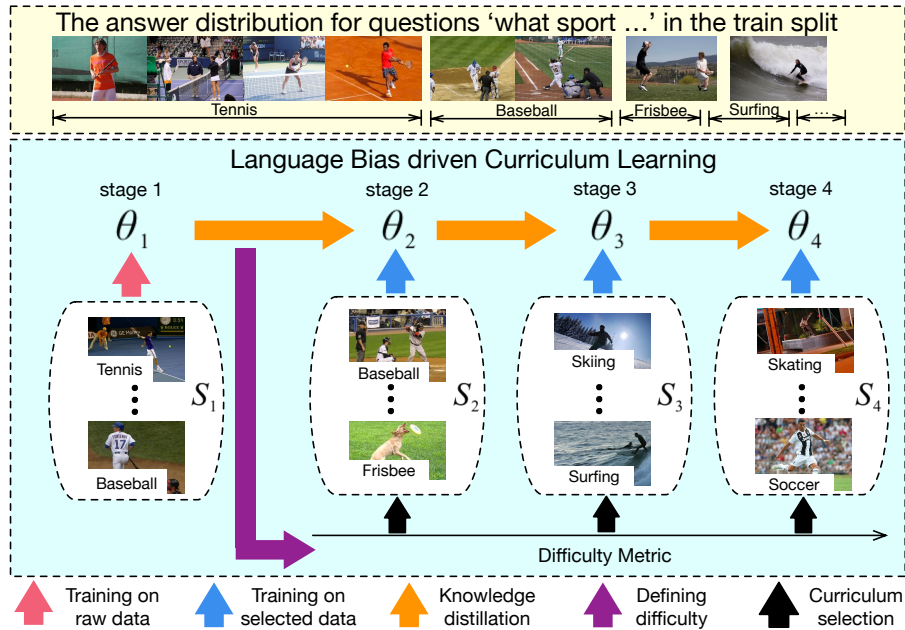 The answer distribution for questions ‘what sport ...’ in the train split
Tennis
Baseball
Frisbee
Surfing
...
Language Bias driven Curriculum Learning
stage 1
stage 2
stage 3
stage 4
θ1
θ2
θ3
θ4
Tennis
Baseball
S1
Baseball
Frisbee
S2
Skiing
Surfing
S3
Skating
Soccer
S4
17
Difficulty Metric
Training on
raw data
Training on
selected data
Knowledge
distillation
Defining
difficulty
Curriculum
selection